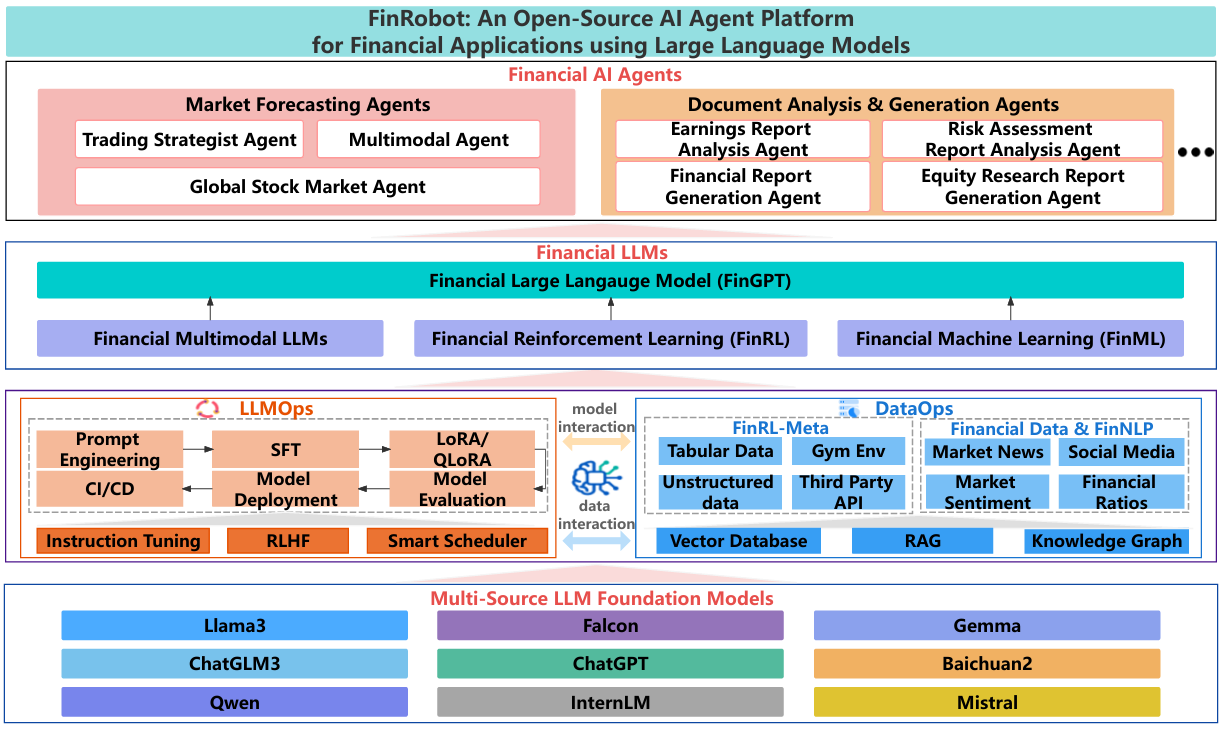 FinRobot: An Open-Source AI Agent Platform
for Financial Applications using Large Language Models
Financial AI Agents
Market Forecasting Agents
Trading Strategist Agent
Multimodal Agent
Global Stock Market Agent
Document Analysis & Generation Agents
Earnings Report
Analysis Agent
Risk Assessment
Report Analysis Agent
Financial Report
Generation Agent
Equity Research Report
Generation Agent
Financial LLMs
Financial Large Langauge Model (FinGPT)
Financial Multimodal LLMs
Financial Reinforcement Learning (FinRL)
Financial Machine Learning (FinML)
LLMOps
Prompt
Engineering
SFT
LoRA/
QLoRA
CI/CD
Model
Deployment
Model
Evaluation
Instruction Tuning
RLHF
Smart Scheduler
model
interaction
data
interaction
DataOps
FinRL-Meta
Tabular Data
Gym Env
Unstructured
data
Third Party
API
Financial Data & FinNLP
Market News
Social Media
Market
Sentiment
Financial
Ratios
Vector Database
RAG
Knowledge Graph
Multi-Source LLM Foundation Models
Llama3
Falcon
Gemma
ChatGLM3
ChatGPT
Baichuan2
Qwen
InternLM
Mistral